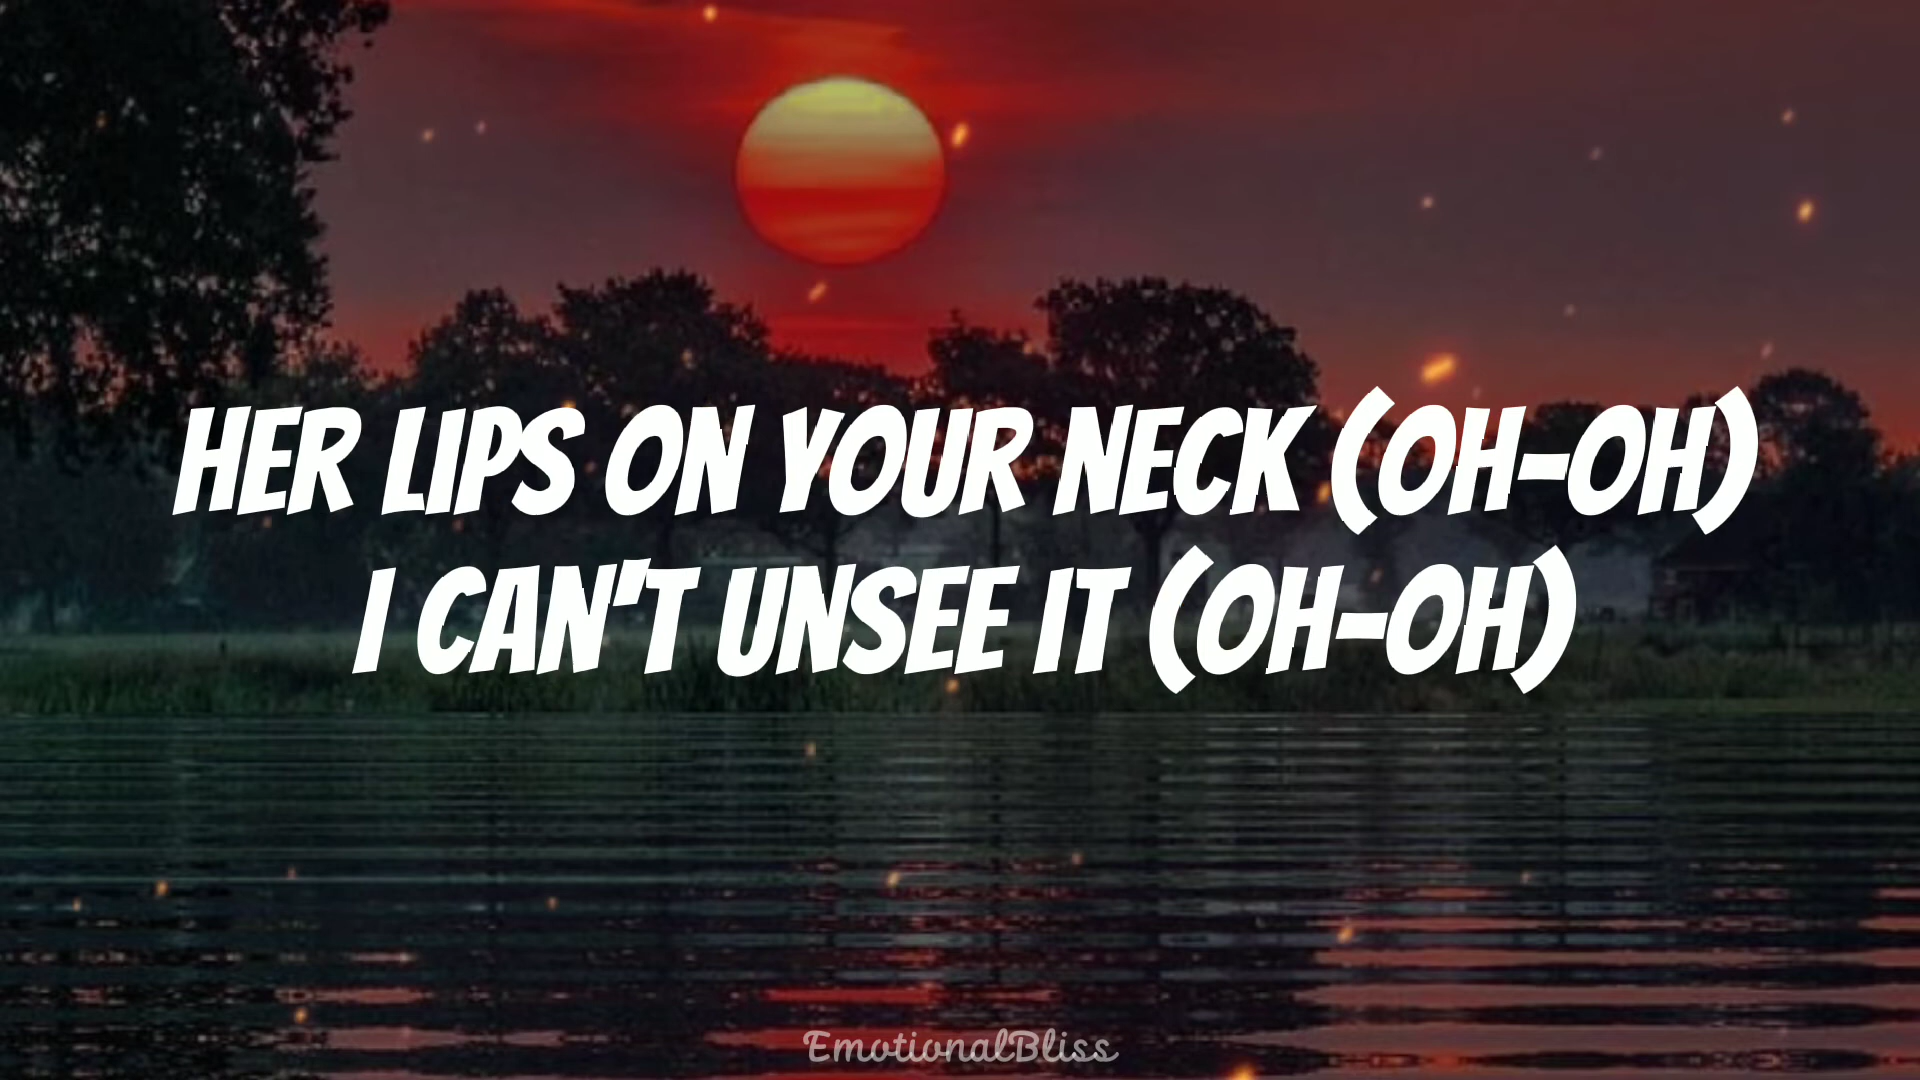 HER LIPS ON YOUR NECK (OH-OH)
I CAN'T UNSEE IT (OH-OH)
EmotionalBliss